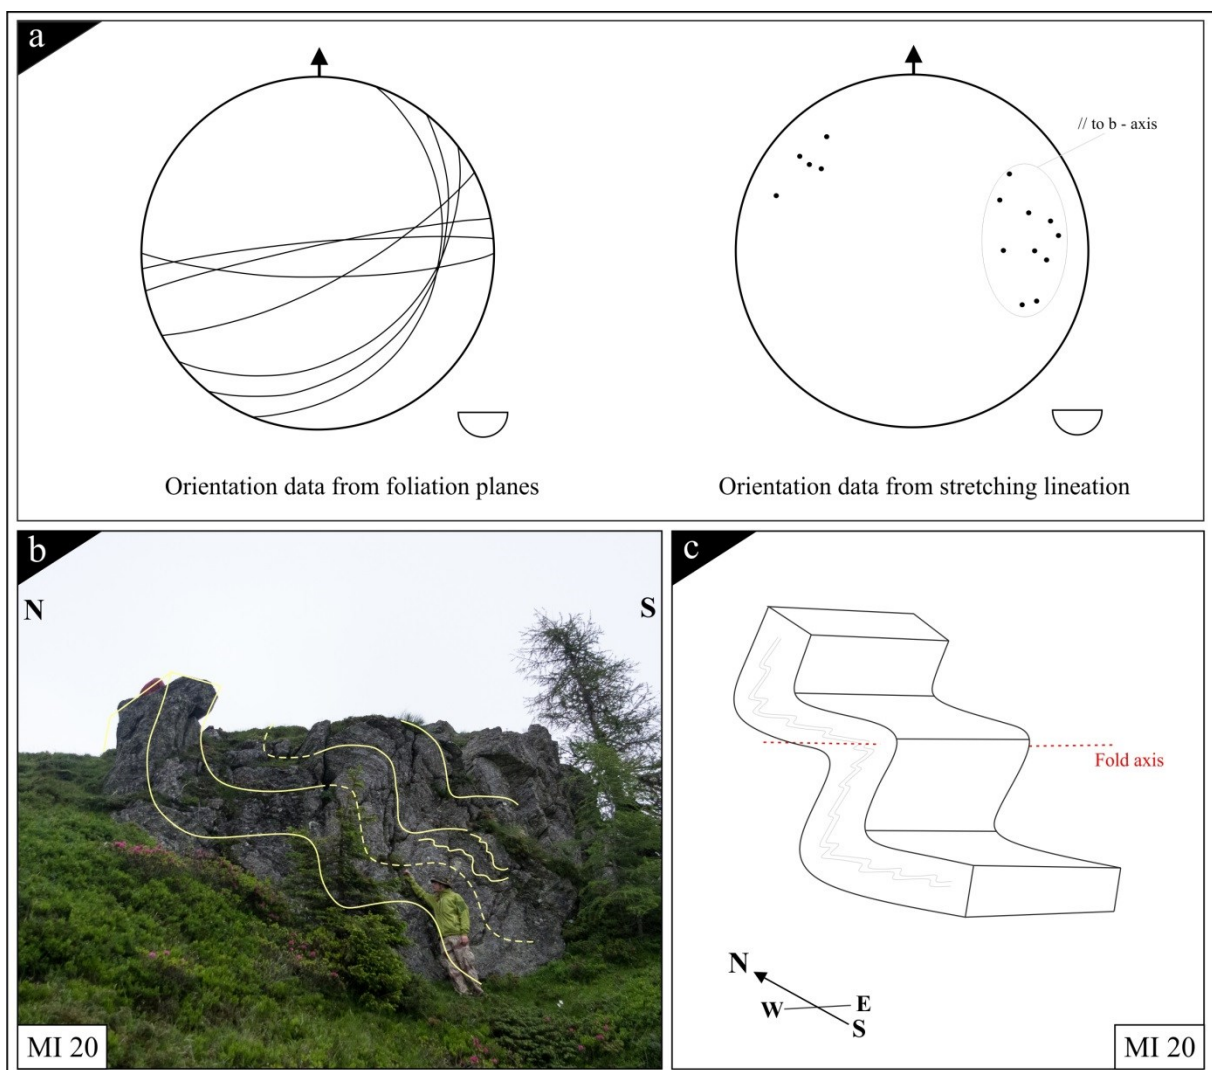 a
// to b - axis
Orientation data from foliation planes
Orientation data from stretching lineation
b
N
S
MI 20
c
Fold axis
N
W
E
S
MI 20